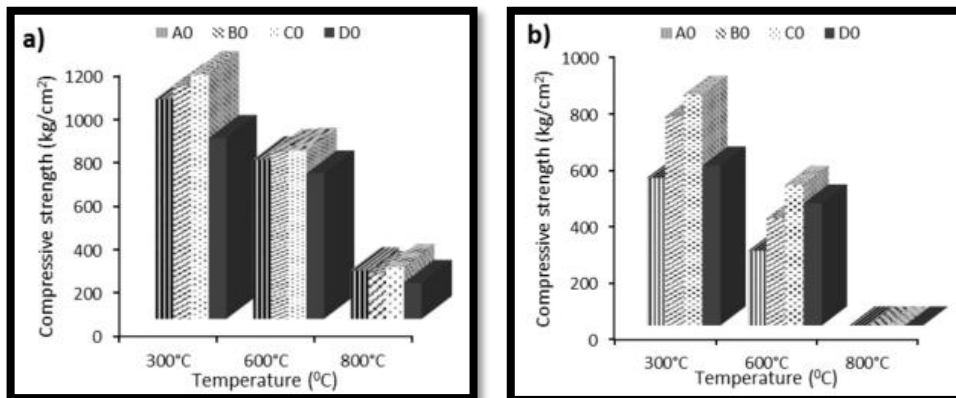 a)
A0 B0 C0 D0
1200
1000
800
600
400
200
0
Compressive strength (kg/cm²)
300°C 600°C 800°C
Temperature (⁰C)
b)
A0 B0 C0 D0
1000
800
600
400
200
0
Compressive strength (kg/cm²)
300°C 600°C 800°C
Temperature (⁰C)